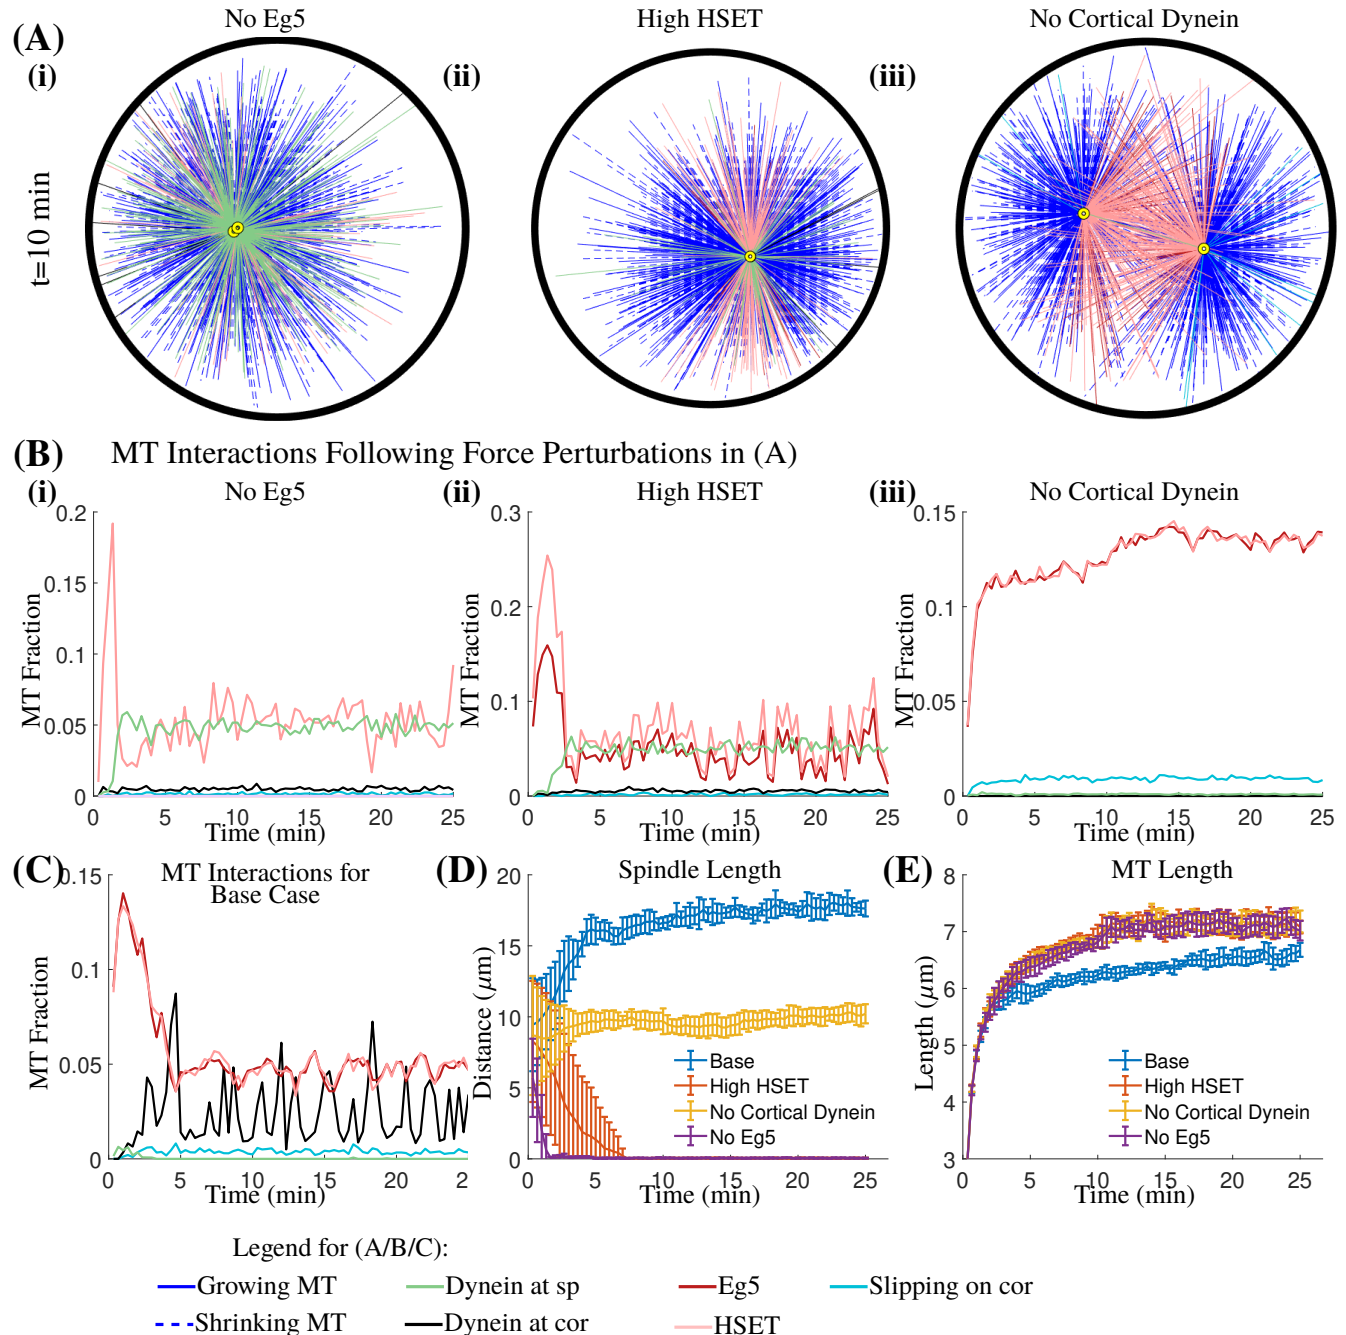 (A)
No Eg5
High HSET
No Cortical Dynein
(i)
(ii)
(iii)
t=10 min
(B) MT Interactions Following Force Perturbations in (A)
(i)
No Eg5
(ii)
High HSET
(iii)
No Cortical Dynein
MT Fraction
0.2
0.15
0.1
0.05
0
0 5 10 15 20 25
Time (min)
MT Fraction
0.3
0.2
0.1
0
0 5 10 15 20 25
Time (min)
MT Fraction
0.15
0.1
0.05
0
0 5 10 15 20 25
Time (min)
(C)
MT Interactions for
Base Case
MT Fraction
0.15
0.1
0.05
0
0 5 10 15 20 2
Time (min)
(D)
Spindle Length
Distance (μm)
20
15
10
5
0
Base
High HSET
No Cortical Dynein
No Eg5
0 5 10 15 20 25
Time (min)
(E)
MT Length
Length (μm)
8
7
6
5
4
3
Base
High HSET
No Cortical Dynein
No Eg5
0 5 10 15 20 25
Time (min)
Legend for (A/B/C):
Growing MT
Dynein at sp
Eg5
Slipping on cor
Shrinking MT
Dynein at cor
HSET